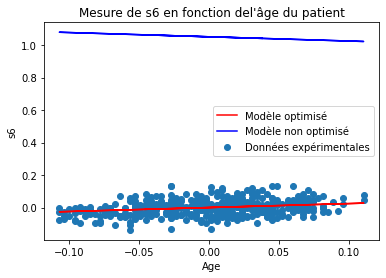 Mesure de s6 en fonction del'âge du patient
1.0
0.8
0.6
0.4
0.2
0.0
s6
Modèle optimisé
Modèle non optimisé
Données expérimentales
−0.10
−0.05
0.00
0.05
0.10
Age